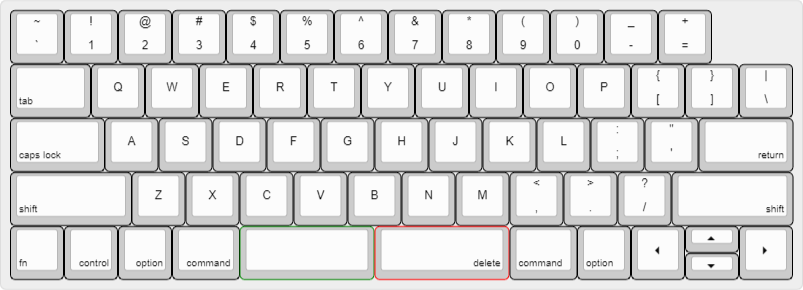 ~ ! @ # $ % ^ & * ( ) _ +
` 1 2 3 4 5 6 7 8 9 0 - =
tab Q W E R T Y U I O P { [ } ] | \
caps lock A S D F G H J K L : ; " ' return
shift Z X C V B N M < , > . ? / shift
fn control option command delete command option